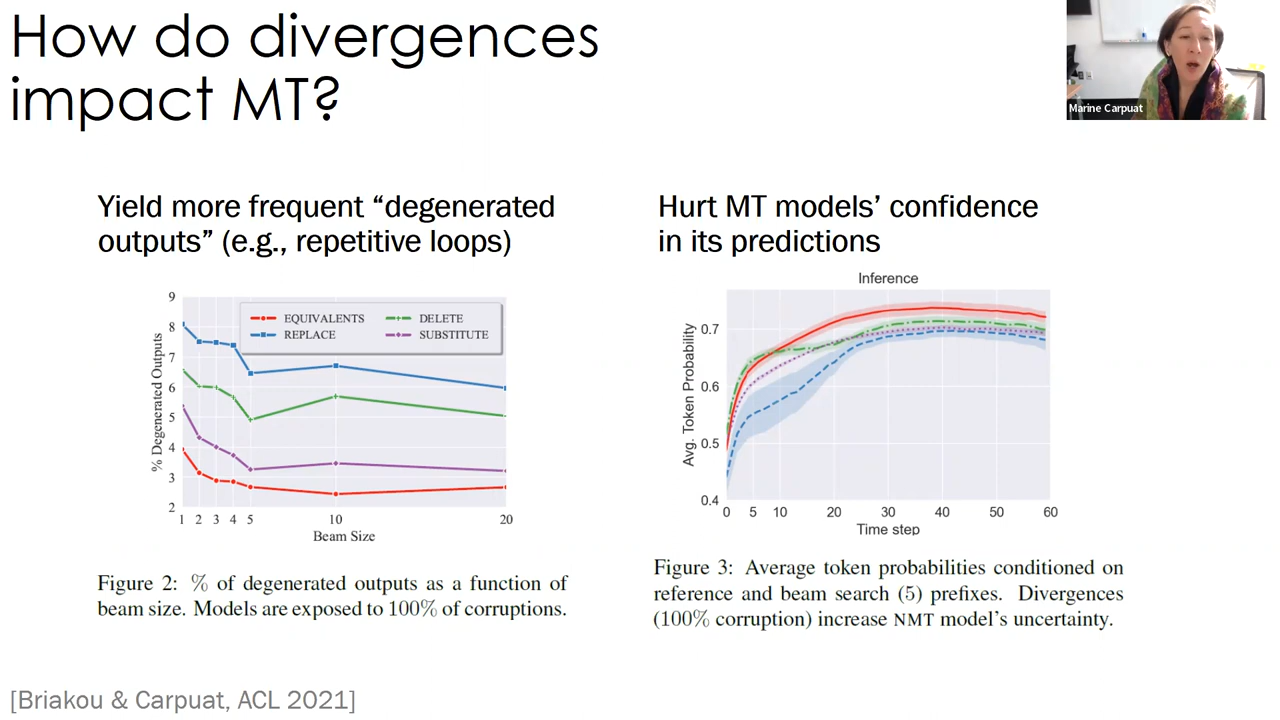 How do divergences
impact MT?
Marine Carpuat
Yield more frequent “degenerated
outputs” (e.g., repetitive loops)
Hurt MT models’ confidence
in its predictions
% Degenerated Outputs
9
8
7
6
5
4
3
2
EQUIVALENTS
REPLACE
DELETE
SUBSTITUTE
1 2 3 4 5 10 20
Beam Size
Inference
Avg. Token Probability
0.7
0.6
0.5
0.4
0 5 10 20 30 40 50 60
Time step
Figure 2: % of degenerated outputs as a function of
beam size. Models are exposed to 100% of corruptions.
Figure 3: Average token probabilities conditioned on
reference and beam search (5) prefixes. Divergences
(100% corruption) increase NMT model’s uncertainty.
[Briakou & Carpuat, ACL 2021]